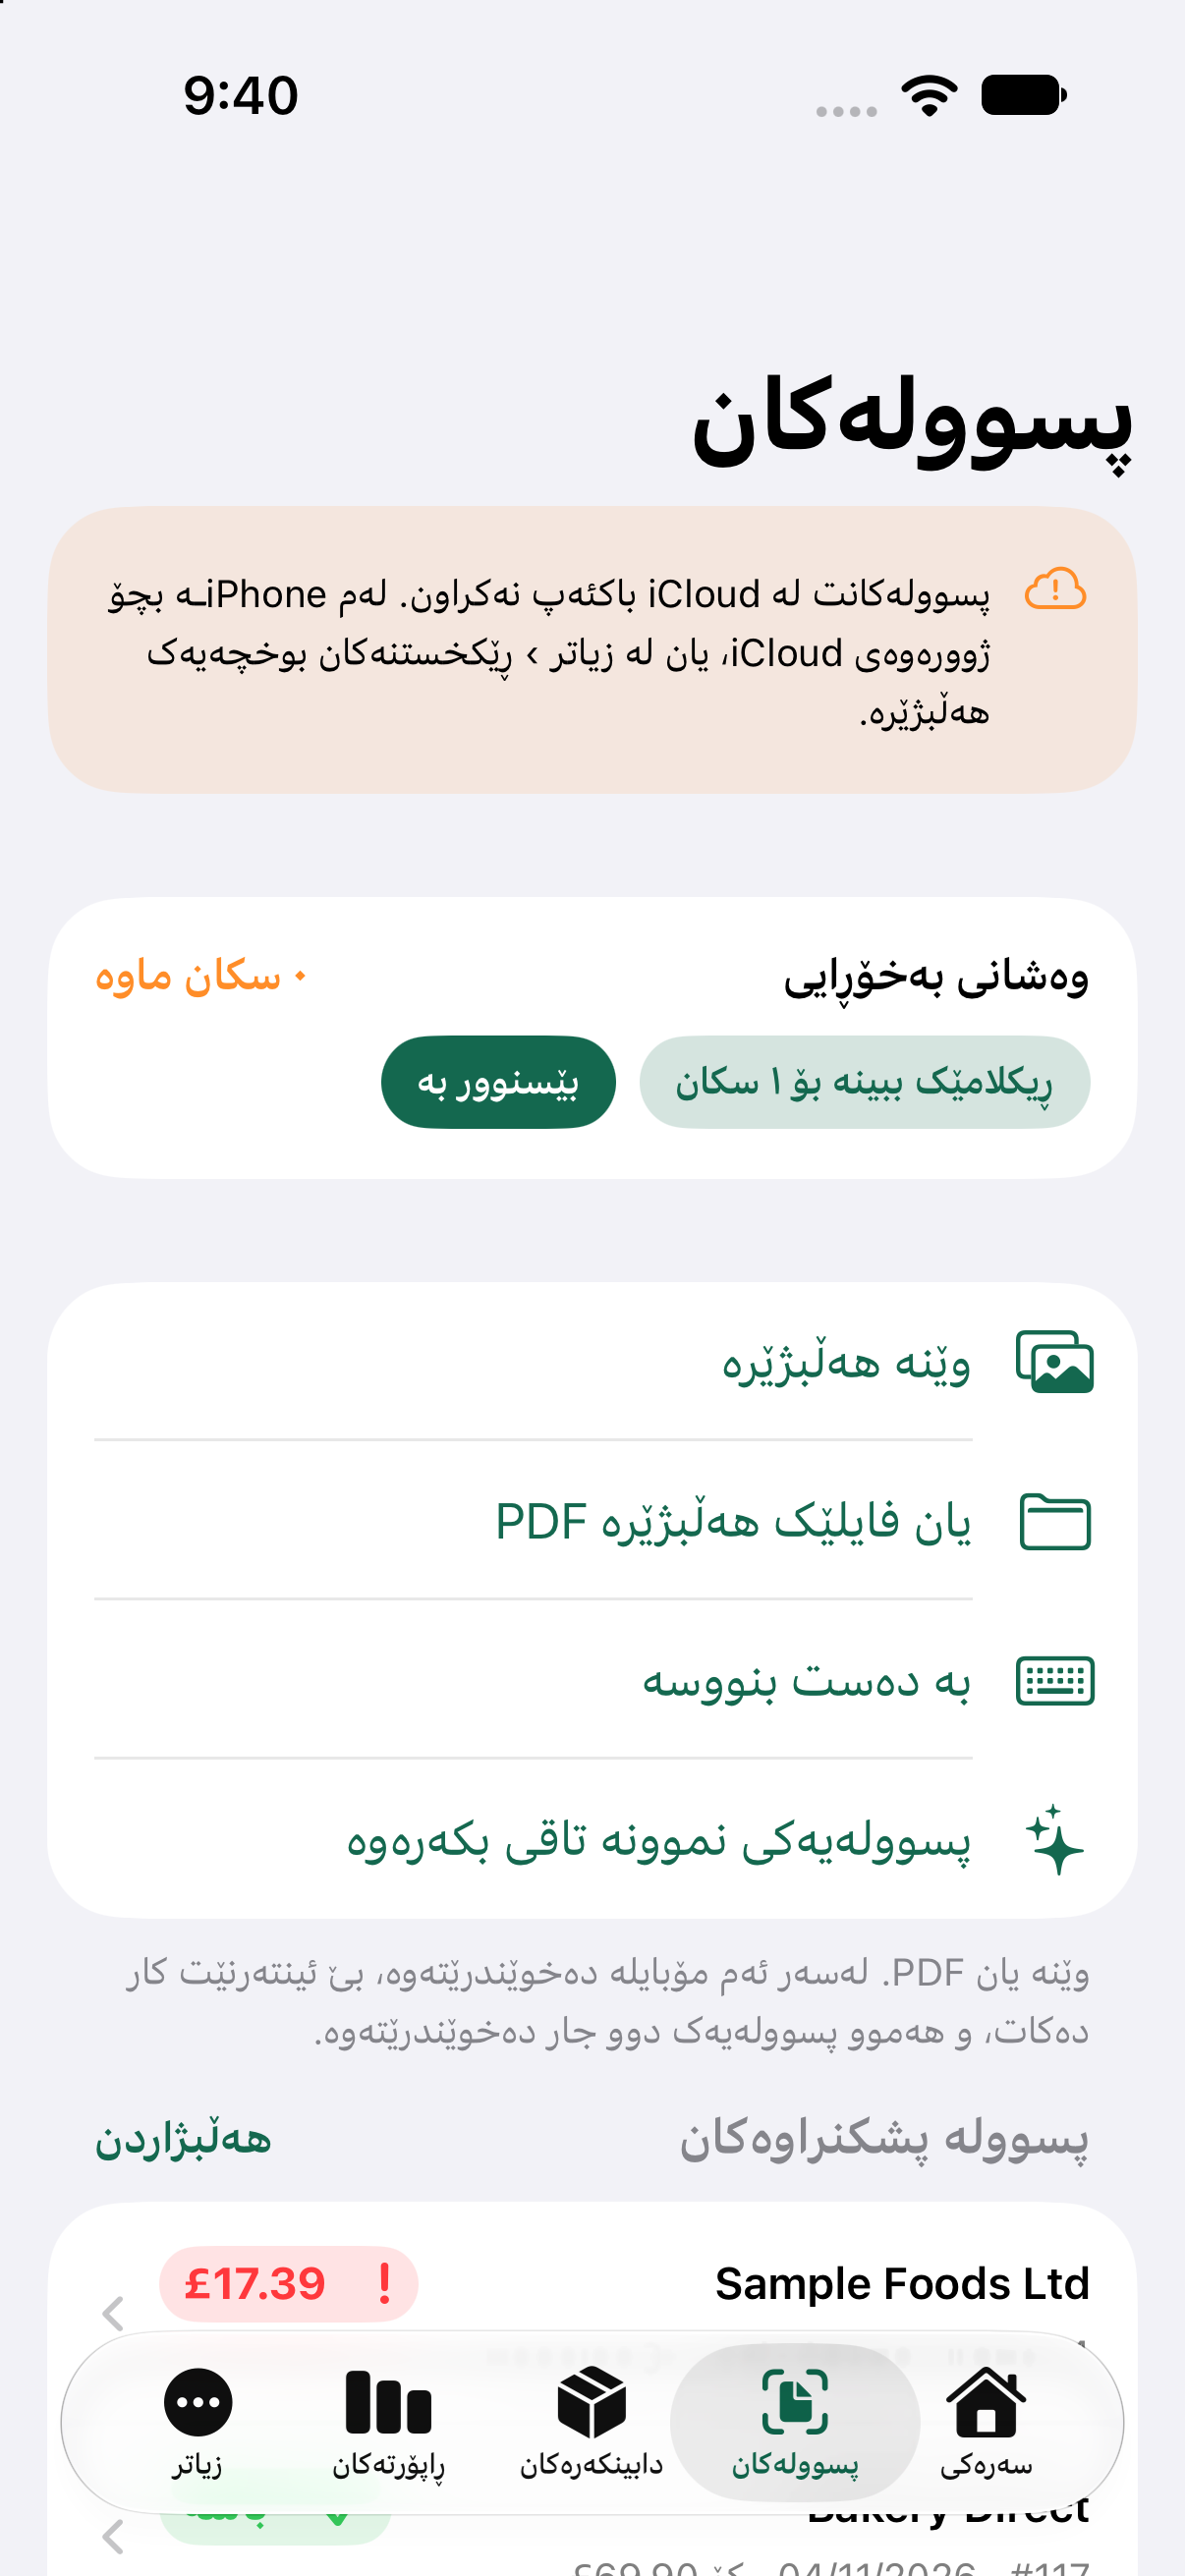 9:40
پسوولەکان
پسوولەکانت لە iCloud باکئەپ نەکراون. لەم iPhoneـە بچۆ
ژوورەوەی iCloud، یان لە زیاتر › ڕێکخستنەکان بوخچەیەک
هەڵبژێرە.
وەشانی بەخۆڕایی
٠ سکان ماوە
ڕیکلامێک ببینە بۆ ١ سکان
بێسنوور بە
وێنە هەڵبژێرە
یان فایلێک هەڵبژێرە PDF
بە دەست بنووسە
پسوولەیەکی نموونە تاقی بکەرەوە
وێنە یان PDF. لەسەر ئەم مۆبایلە دەخوێندرێتەوە، بێ ئینتەرنێت کار
دەکات، و هەموو پسوولەیەک دوو جار دەخوێندرێتەوە.
پسوولە پشکنراوەکان
هەڵبژاردن
Sample Foods Ltd
! £17.39
سەرەکی
پسوولەکان
دابینکەرەکان
ڕاپۆرتەکان
زیاتر
Bakery Direct